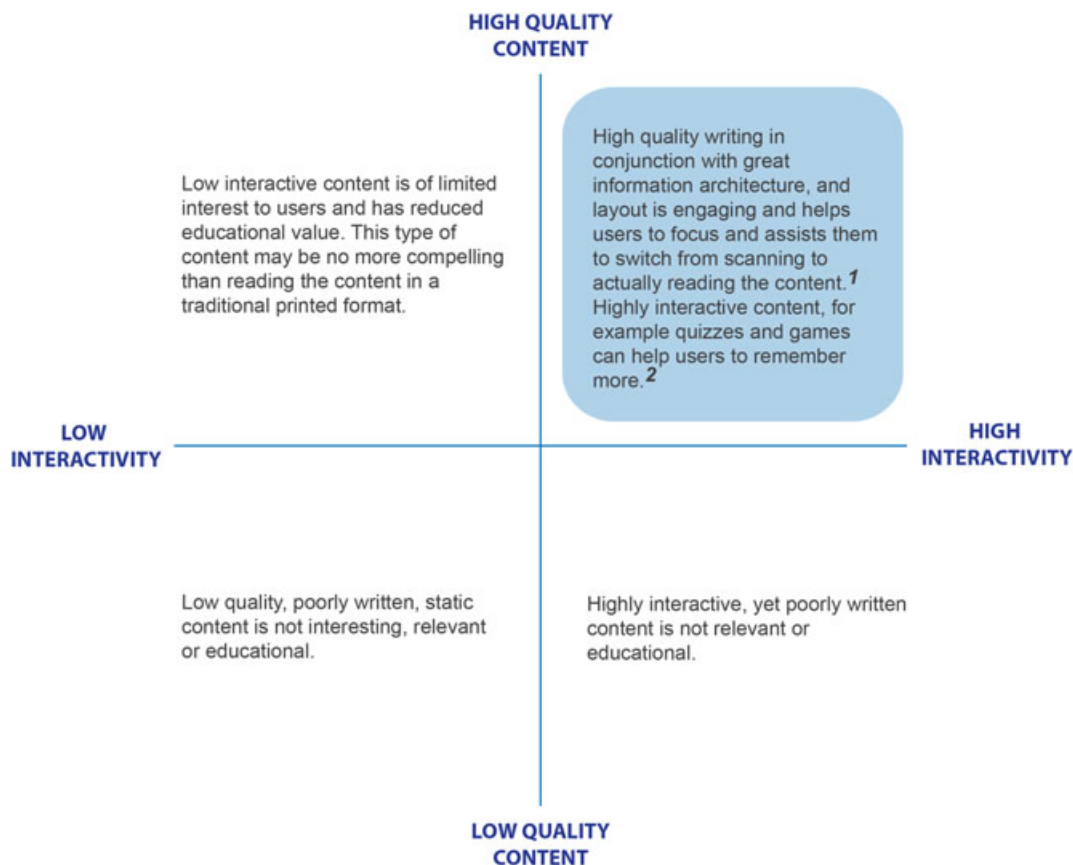 HIGH QUALITY
CONTENT
Low interactive content is of limited
interest to users and has reduced
educational value. This type of
content may be no more compelling
than reading the content in a
traditional printed format.
High quality writing in
conjunction with great
information architecture, and
layout is engaging and helps
users to focus and assists them
to switch from scanning to
actually reading the content.1
Highly interactive content, for
example quizzes and games
can help users to remember
more.2
LOW
INTERACTIVITY
HIGH
INTERACTIVITY
Low quality, poorly written, static
content is not interesting, relevant
or educational.
Highly interactive, yet poorly written
content is not relevant or
educational.
LOW QUALITY
CONTENT